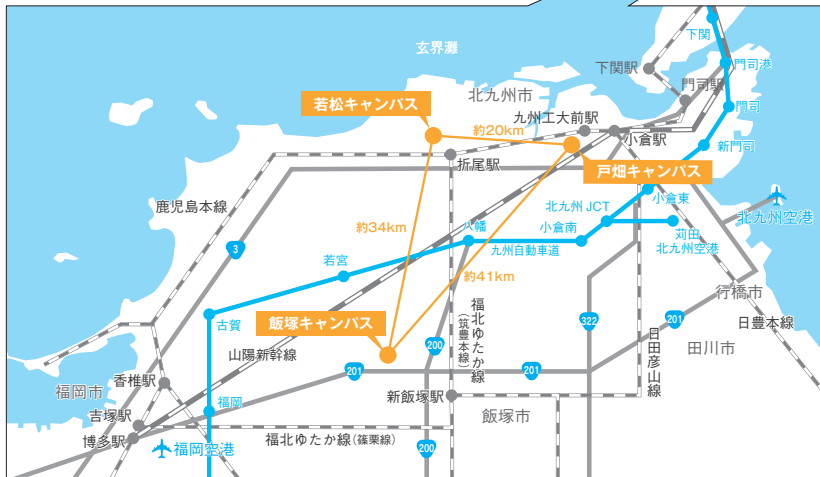 玄界灘
下関
門司港
下関駅
門司駅
北九州市
若松キャンパス
九州工大前駅
門司
約20km
小倉駅
新門司
折尾駅
戸畑キャンパス
鹿児島本線
小倉東
北九州空港
北九州 JCT
約34km
八幡
小倉南
苅田
北九州空港
九州自動車道
3
若宮
約41km
行橋市
古賀
飯塚キャンパス
福北ゆたか線
(筑豊本線)
322
201
日豊本線
山陽新幹線
200
日田彦山線
田川市
香椎駅
201
201
福岡市
福岡
新飯塚駅
吉塚駅
飯塚市
博多駅
福岡空港
福北ゆたか線(篠栗線)
200